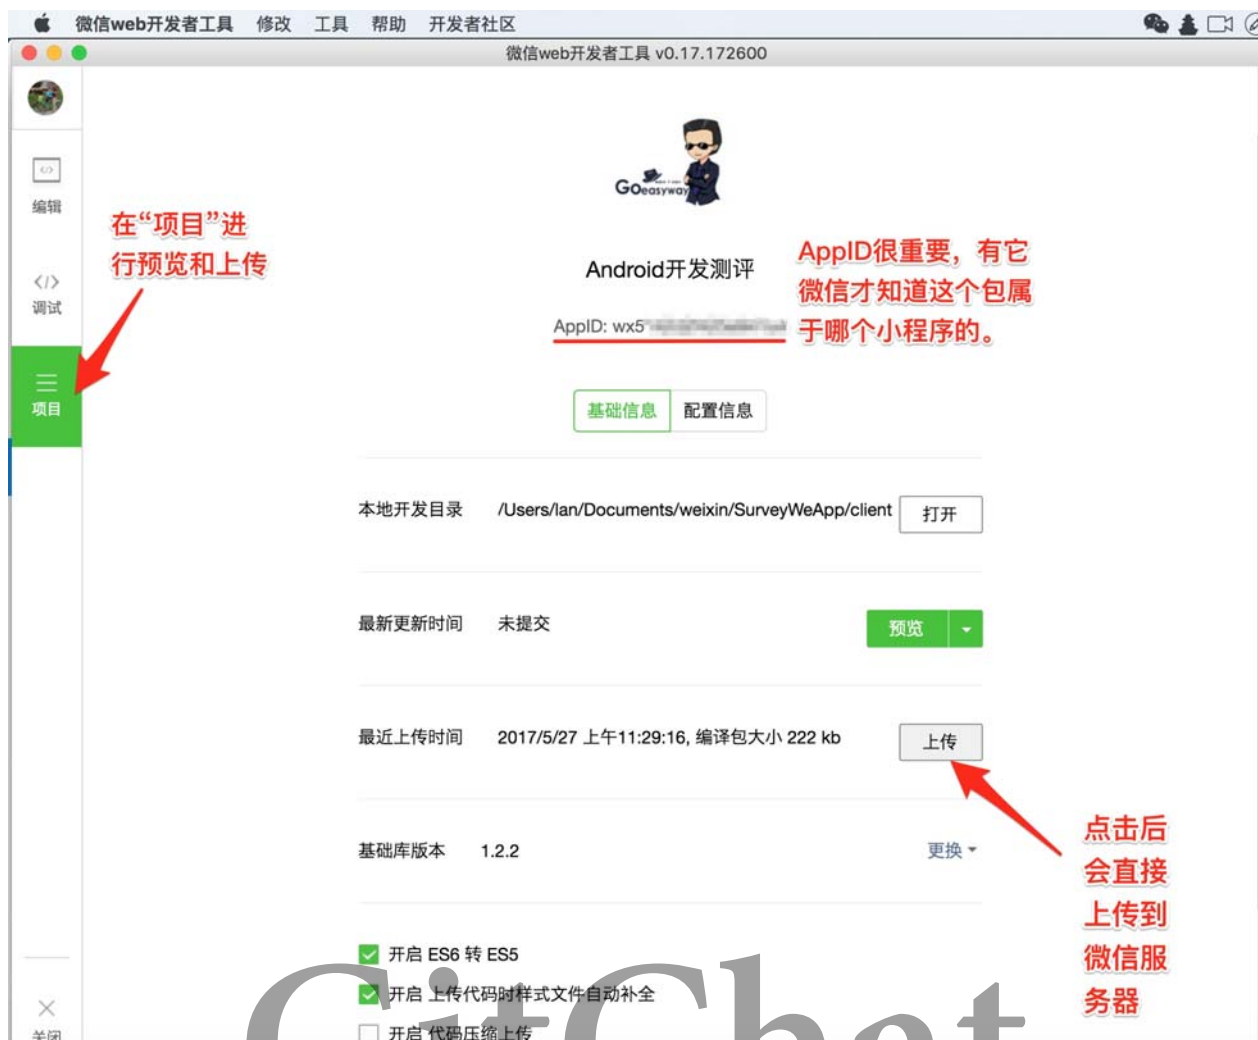 微信web开发者工具 修改 工具 帮助 开发者社区
微信web开发者工具 v0.17.172600
编辑
</>
调试
项目
在“项目”进
行预览和上传
GOeasyway
Android开发测评
AppID: wx5
AppID很重要，有它
微信才知道这个包属
于哪个小程序的。
基础信息 配置信息
本地开发目录 /Users/lan/Documents/weixin/SurveyWeApp/client 打开
最新更新时间 未提交 预览
最近上传时间 2017/5/27 上午11:29:16, 编译包大小 222 kb 上传
基础库版本 1.2.2 更换
点击后
会直接
上传到
微信服
务器
开启 ES6 转 ES5
开启 上传代码时样式文件自动补全
开启 代码压缩上传
关闭
GitChat